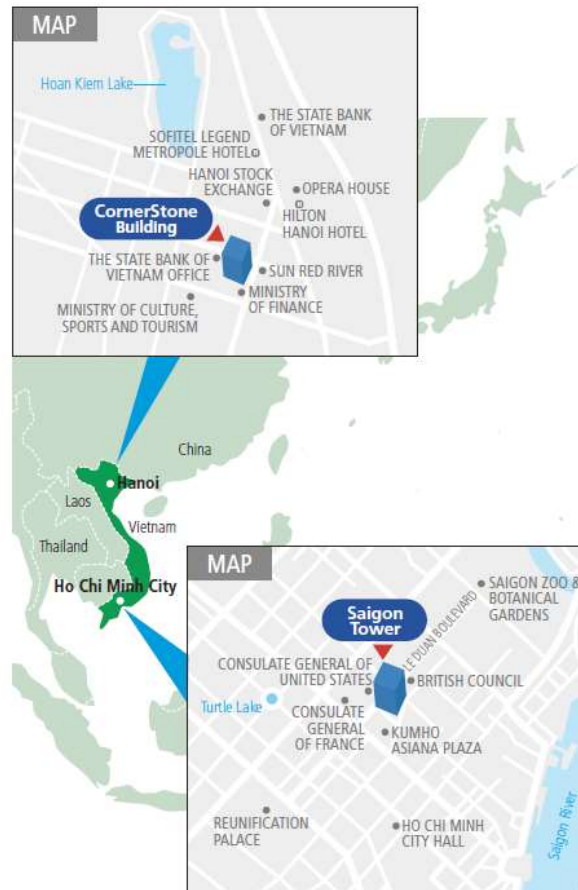 MAP
Hoan Kiem Lake
THE STATE BANK
OF VIETNAM
SOFITEL LEGEND
METROPOLE HOTEL
HANOI STOCK
EXCHANGE
OPERA HOUSE
HILTON
HANOI HOTEL
CornerStone
Building
THE STATE BANK OF
VIETNAM OFFICE
SUN RED RIVER
MINISTRY
OF FINANCE
MINISTRY OF CULTURE,
SPORTS AND TOURISM
China
Hanoi
Laos
Vietnam
Thailand
Ho Chi Minh City
MAP
SAIGON ZOO &
BOTANICAL
GARDENS
LE DUAN BOULEVARD
Saigon
Tower
CONSULATE GENERAL OF
UNITED STATES
BRITISH COUNCIL
Turtle Lake
CONSULATE
GENERAL
OF FRANCE
KUMHO
ASIANA PLAZA
REUNIFICATION
PALACE
HO CHI MINH
CITY HALL
Saigon River